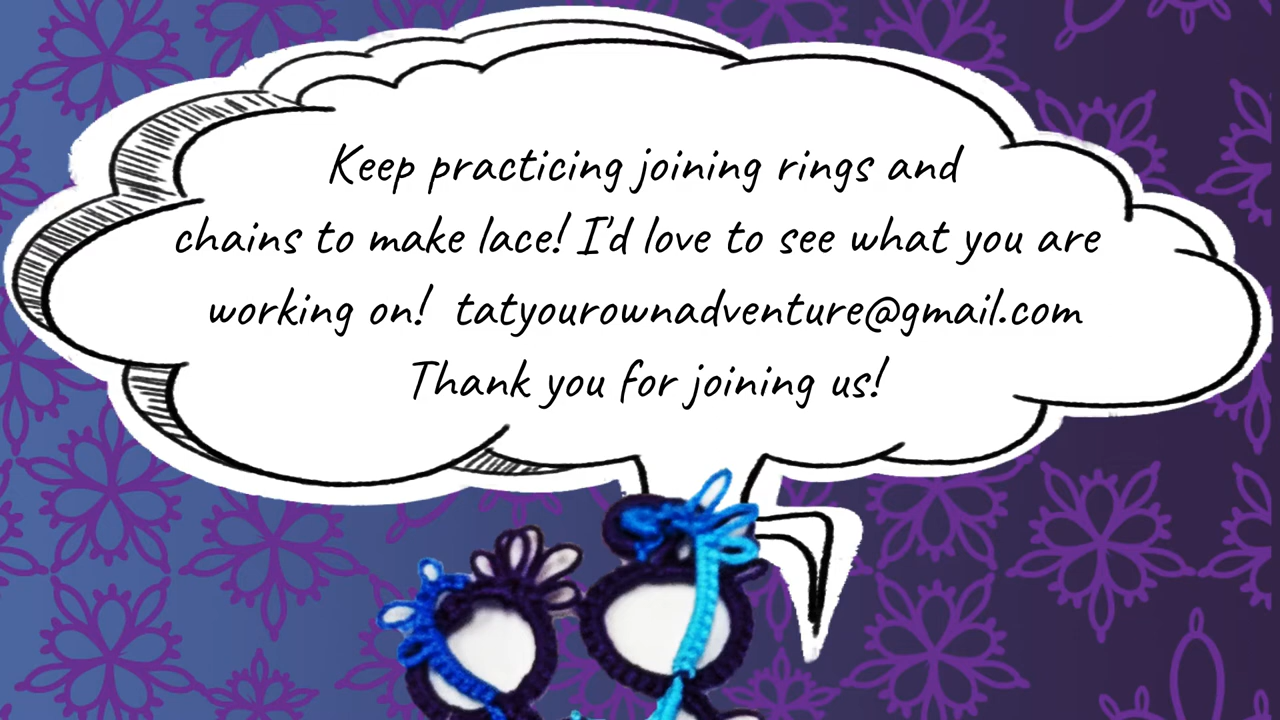 Keep practicing joining rings and
chains to make lace! I'd love to see what you are
working on! tatyourownadventure@gmail.com
Thank you for joining us!